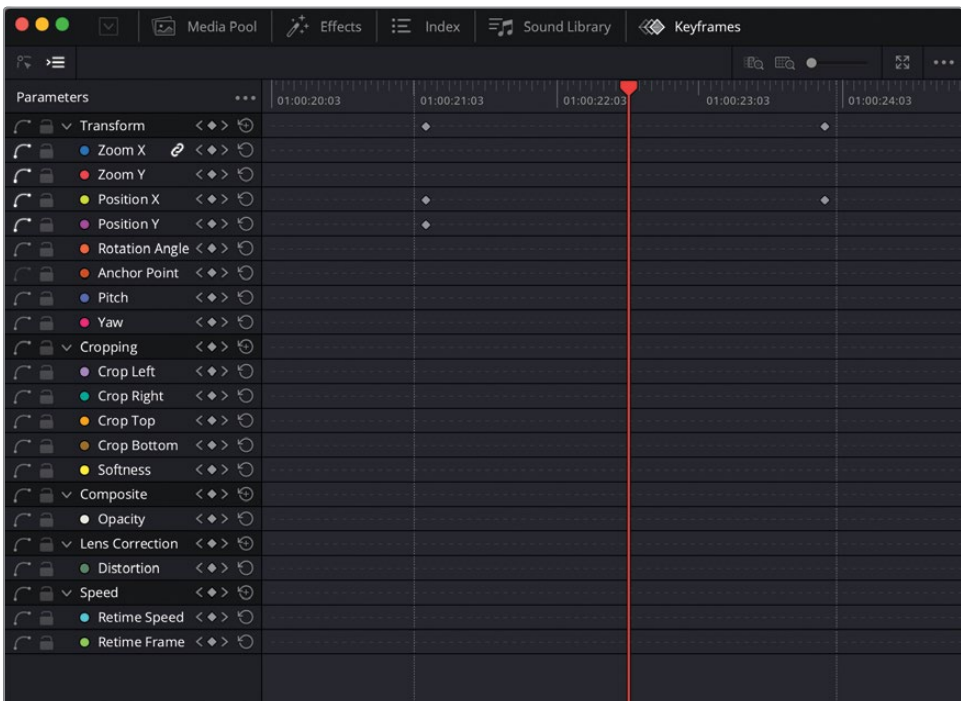 Media Pool Effects Index Sound Library Keyframes
Parameters
01:00:20:03 01:00:21:03 01:00:22:03 01:00:23:03 01:00:24:03
Transform
Zoom X
Zoom Y
Position X
Position Y
Rotation Angle
Anchor Point
Pitch
Yaw
Cropping
Crop Left
Crop Right
Crop Top
Crop Bottom
Softness
Composite
Opacity
Lens Correction
Distortion
Speed
Retime Speed
Retime Frame